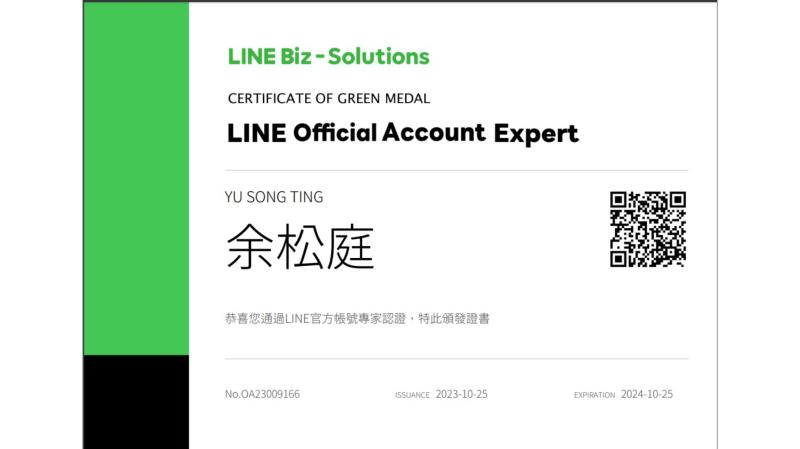 LINE Biz-Solutions
CERTIFICATE OF GREEN MEDAL
LINE Official Account Expert
YU SONG TING
余松庭
恭喜您通過LINE官方帳號專家認證，特此頒發證書
No.OA23009166
ISSUANCE 2023-10-25
EXPIRATION 2024-10-25